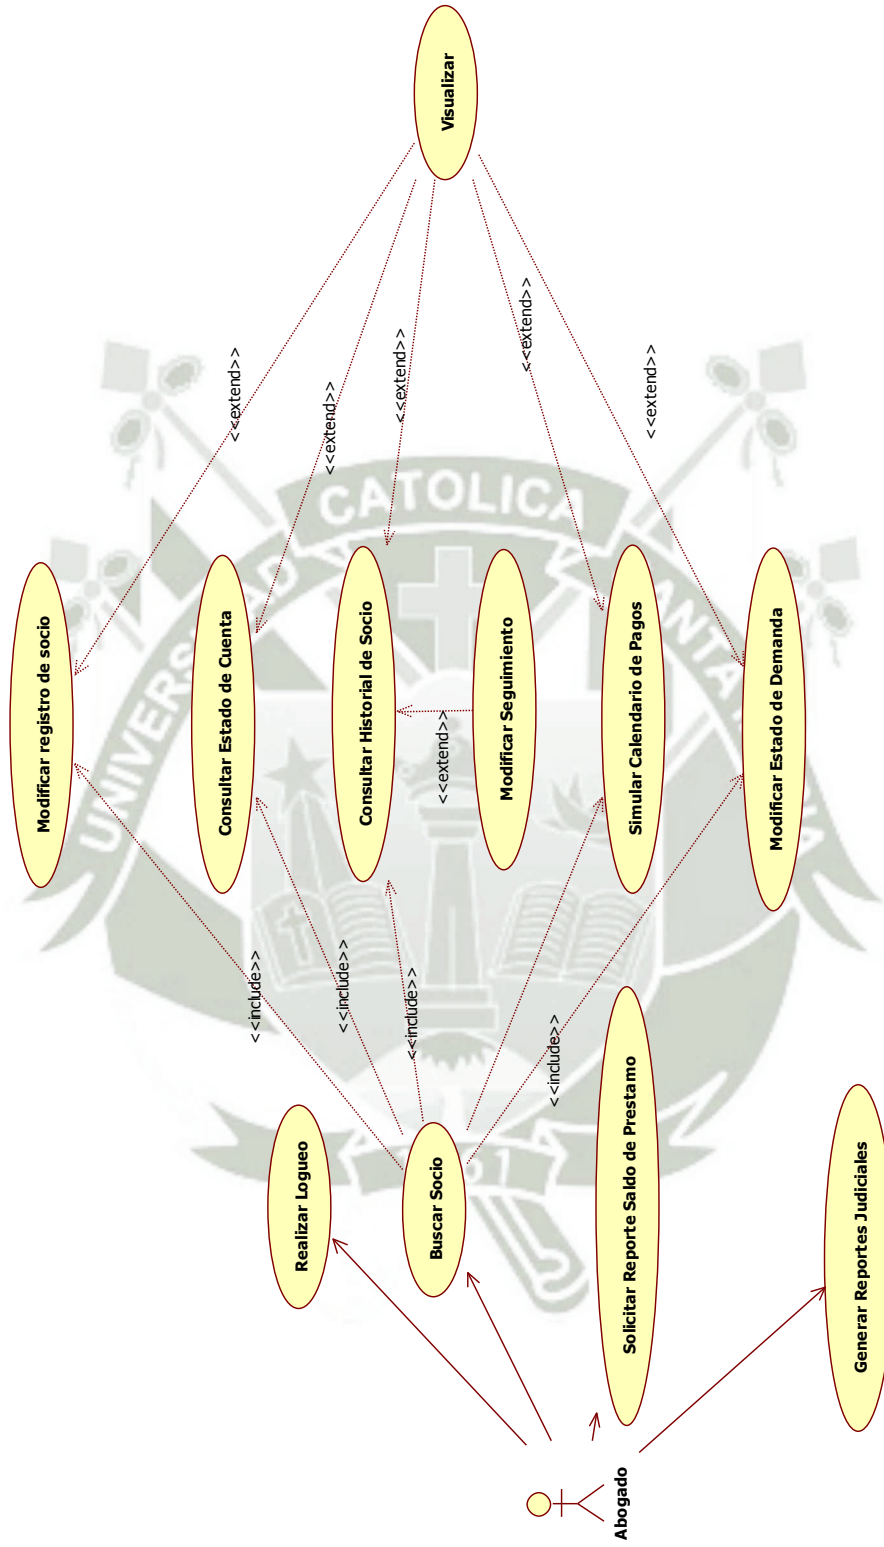 Modificar registro de socio
Consultar Estado de Cuenta
<<extend>>
<<include>>
Realizar Logueo
<<extend>>
<<include>>
Consultar Historial de Socio
<<extend>>
<<include>>
Buscar Socio
<<extend>>
Visualizar
CATOLICA
Modificar Seguimiento
<<extend>>
<<include>>
Abogado
Solicitar Reporte Saldo de Prestamo
Simular Calendario de Pagos
<<extend>>
Modificar Estado de Demanda
Generar Reportes Judiciales